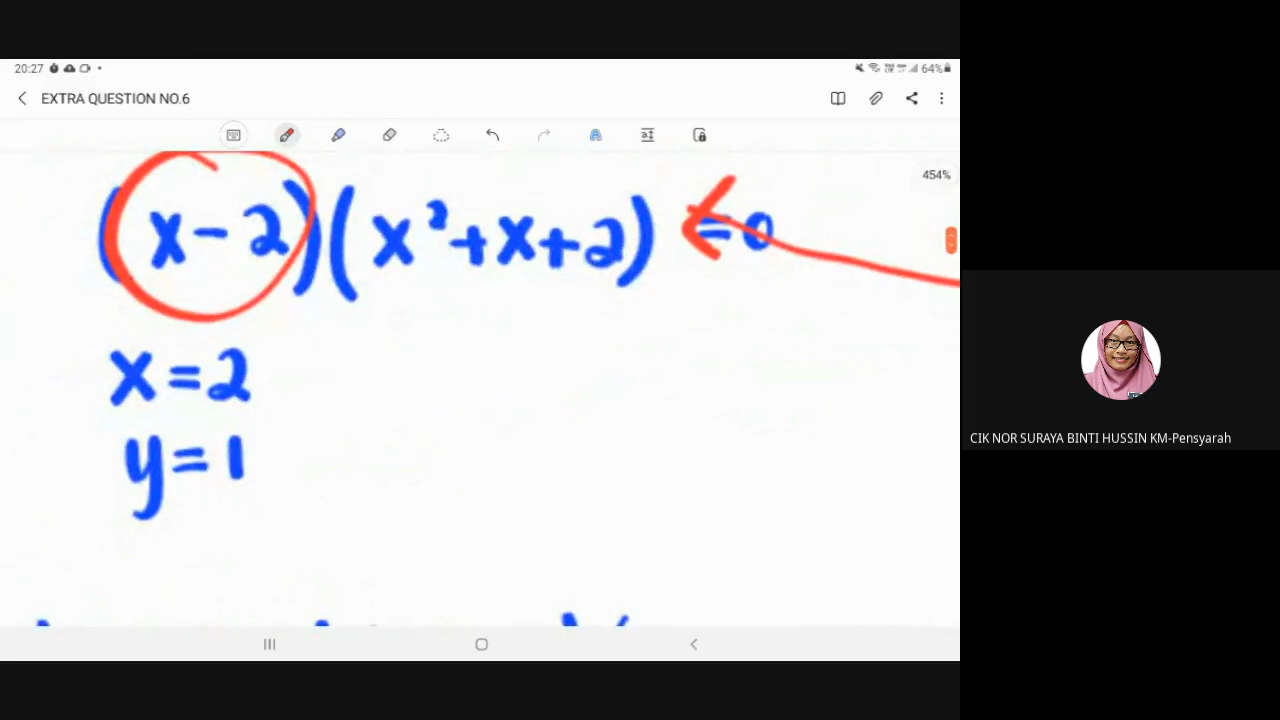 20:27 64%
EXTRA QUESTION NO.6
454%
(x-2)(x²+x+2) =0
x=2
y=1
CIK NOR SURAYA BINTI HUSSIN KM-Pensyarah